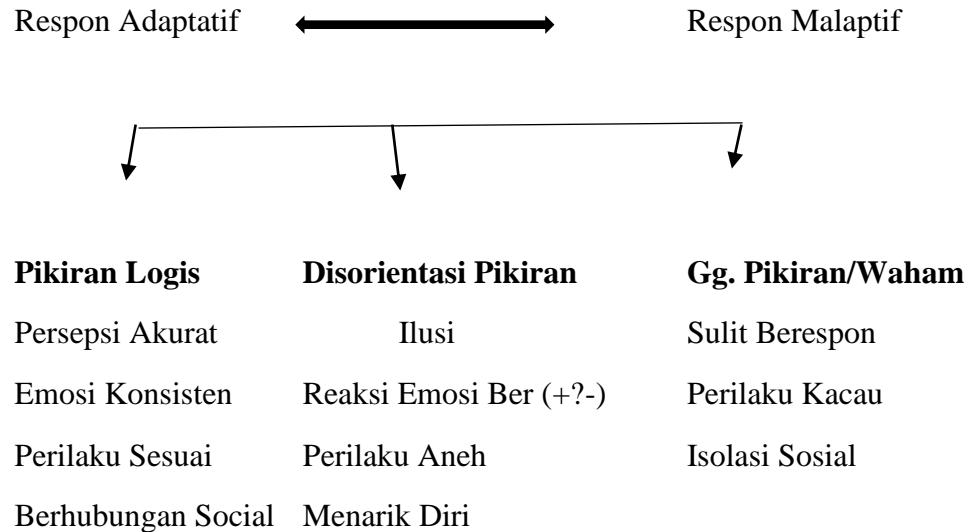 Respon Adaptatif Respon Malaptif
Pikiran Logis Disorientasi Pikiran Gg. Pikiran/Waham
Persepsi Akurat Ilusi Sulit Berespon
Emosi Konsisten Reaksi Emosi Ber (+?-) Perilaku Kacau
Perilaku Sesuai Perilaku Aneh Isolasi Sosial
Berhubungan Social Menarik Diri